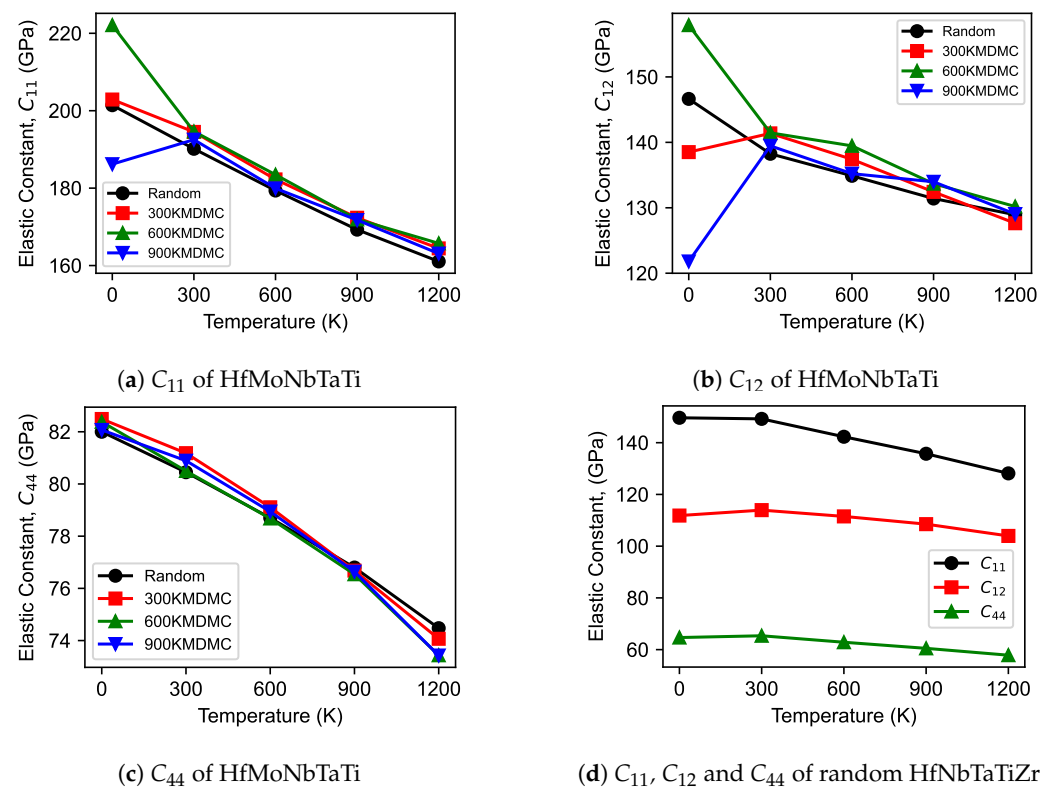 Elastic Constant, C₁₁ (GPa)
220
200
180
160
Random
300KMDMC
600KMDMC
900KMDMC
0 300 600 900 1200
Temperature (K)
(a) C₁₁ of HfMoNbTaTi
Elastic Constant, C₁₂ (GPa)
150
140
130
120
Random
300KMDMC
600KMDMC
900KMDMC
0 300 600 900 1200
Temperature (K)
(b) C₁₂ of HfMoNbTaTi
Elastic Constant, C₄₄ (GPa)
82
80
78
76
74
Random
300KMDMC
600KMDMC
900KMDMC
0 300 600 900 1200
Temperature (K)
(c) C₄₄ of HfMoNbTaTi
Elastic Constant, (GPa)
140
120
100
80
60
C₁₁
C₁₂
C₄₄
0 300 600 900 1200
Temperature (K)
(d) C₁₁, C₁₂ and C₄₄ of random HfNbTaTiZr